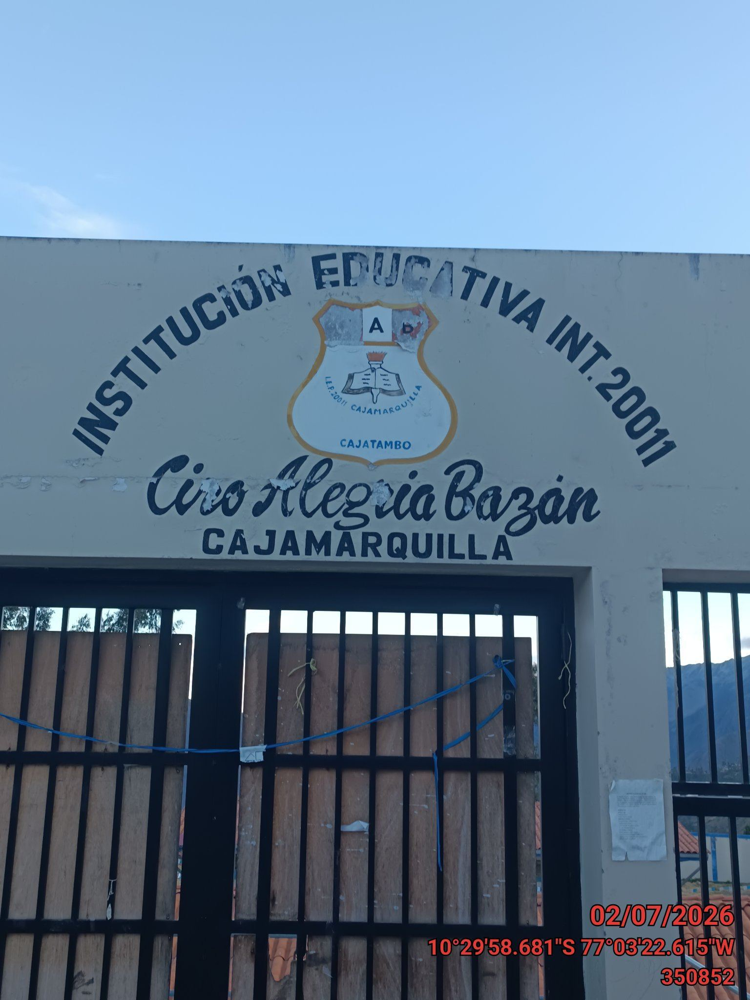 INSTITUCIÓN EDUCATIVA INT. 20011
A B
I.E.P. 20011 CAJAMARQUILLA
CAJATAMBO
Ciro Alegria Bazán
CAJAMARQUILLA
02/07/2026
10°29'58.681"S 77°03'22.615"W
350852